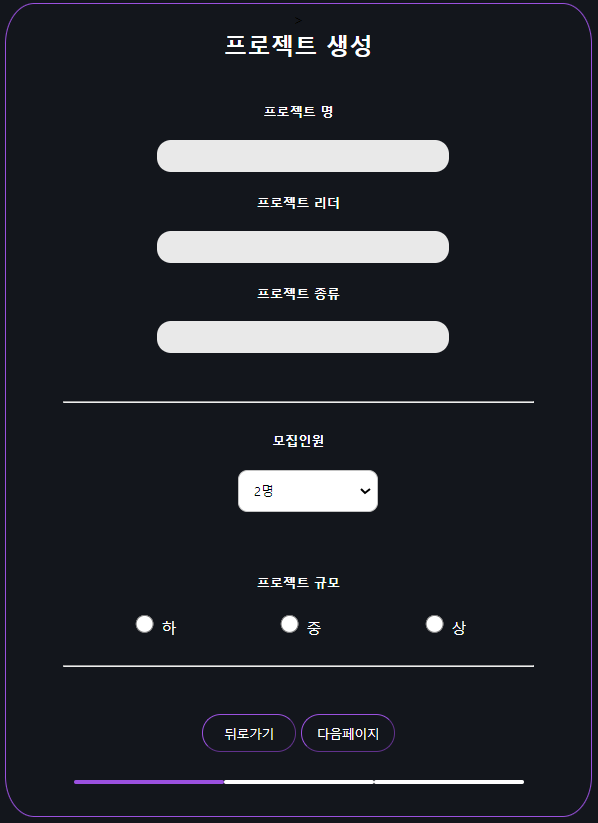 >
프로젝트 생성
프로젝트 명
프로젝트 리더
프로젝트 종류
모집인원
2명
프로젝트 규모
하 중 상
뒤로가기 다음페이지